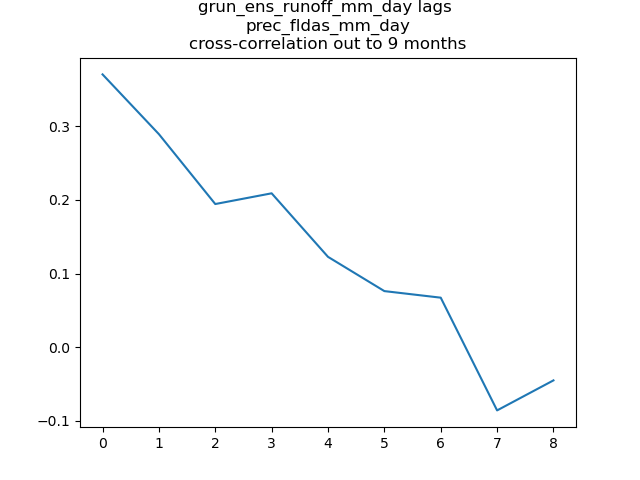 grun_ens_runoff_mm_day lags
prec_fldas_mm_day
cross-correlation out to 9 months
0.3
0.2
0.1
0.0
−0.1
0 1 2 3 4 5 6 7 8